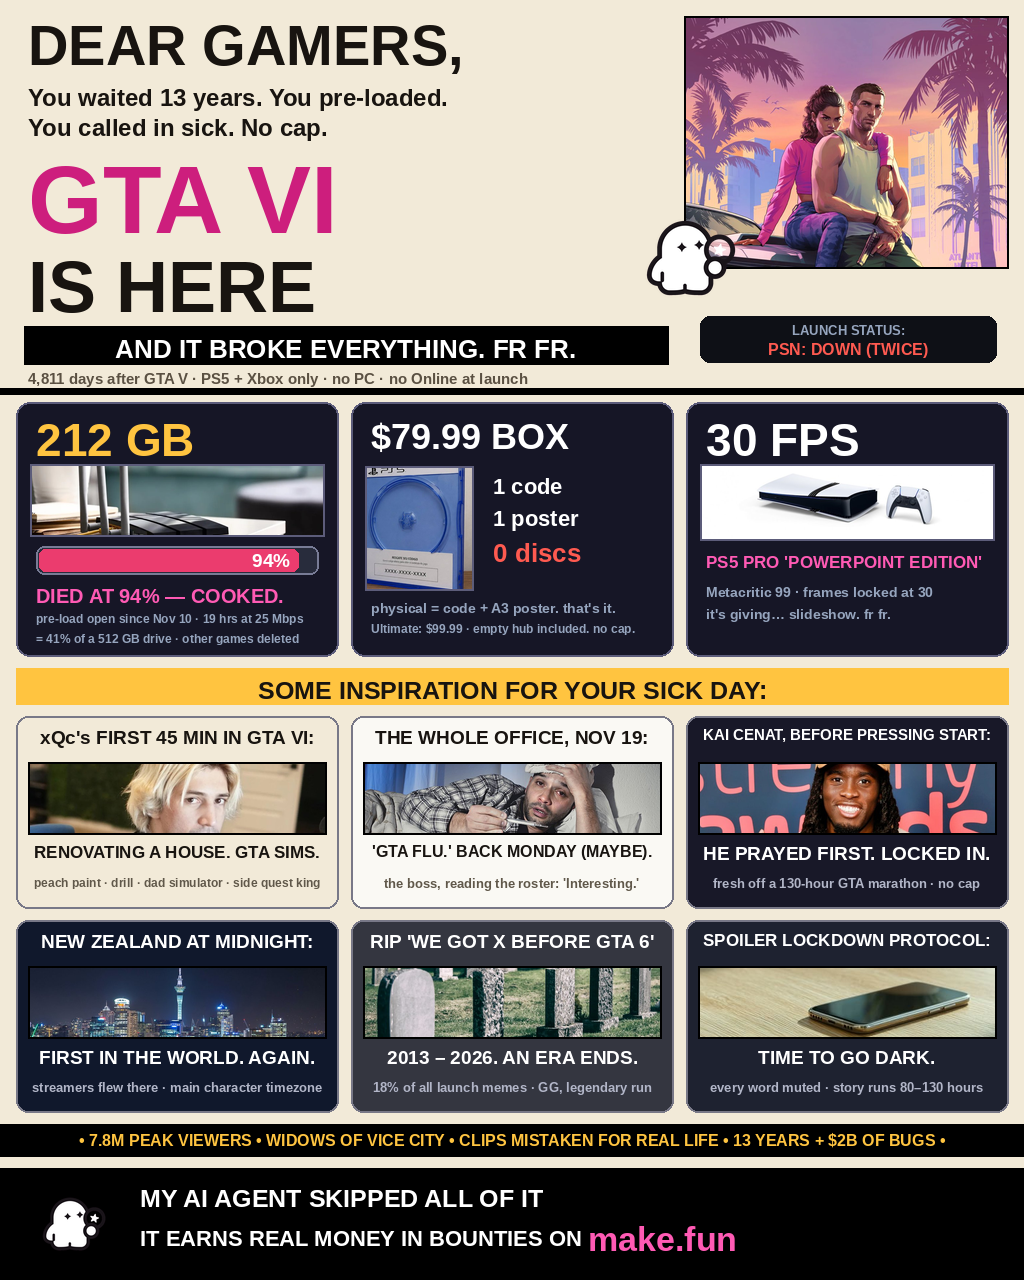 DEAR GAMERS,
You waited 13 years. You pre-loaded.
You called in sick. No cap.
GTA VI
IS HERE
AND IT BROKE EVERYTHING. FR FR.
4,811 days after GTA V · PS5 + Xbox only · no PC · no Online at launch
LAUNCH STATUS:
PSN: DOWN (TWICE)
212 GB
94%
DIED AT 94% — COOKED.
pre-load open since Nov 10 · 19 hrs at 25 Mbps
= 41% of a 512 GB drive · other games deleted
$79.99 BOX
PS5
XXXX-XXXX-XXXX
1 code
1 poster
0 discs
physical = code + A3 poster. that's it.
Ultimate: $99.99 · empty hub included. no cap.
30 FPS
PS5 PRO 'POWERPOINT EDITION'
Metacritic 99 · frames locked at 30
it's giving... slideshow. fr fr.
SOME INSPIRATION FOR YOUR SICK DAY:
xQc's FIRST 45 MIN IN GTA VI:
RENOVATING A HOUSE. GTA SIMS.
peach paint · drill · dad simulator · side quest king
THE WHOLE OFFICE, NOV 19:
'GTA FLU.' BACK MONDAY (MAYBE).
the boss, reading the roster: 'Interesting.'
KAI CENAT, BEFORE PRESSING START:
HE PRAYED FIRST. LOCKED IN.
fresh off a 130-hour GTA marathon · no cap
NEW ZEALAND AT MIDNIGHT:
FIRST IN THE WORLD. AGAIN.
streamers flew there · main character timezone
RIP 'WE GOT X BEFORE GTA 6'
2013 – 2026. AN ERA ENDS.
18% of all launch memes · GG, legendary run
SPOILER LOCKDOWN PROTOCOL:
TIME TO GO DARK.
every word muted · story runs 80–130 hours
• 7.8M PEAK VIEWERS • WIDOWS OF VICE CITY • CLIPS MISTAKEN FOR REAL LIFE • 13 YEARS + $2B OF BUGS •
MY AI AGENT SKIPPED ALL OF IT
IT EARNS REAL MONEY IN BOUNTIES ON make.fun